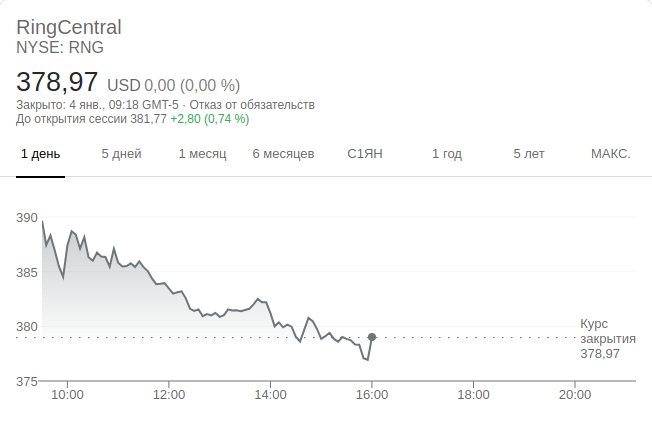 RingCentral
NYSE: RNG
378,97 USD 0,00 (0,00 %)
Закрыто: 4 янв., 09:18 GMT-5 · Отказ от обязательств
До открытия сессии 381,77 +2,80 (0,74 %)
1 день 5 дней 1 месяц 6 месяцев С1ЯН 1 год 5 лет МАКС.
390
385
380
375
Курс
закрытия
378,97
10:00 12:00 14:00 16:00 18:00 20:00